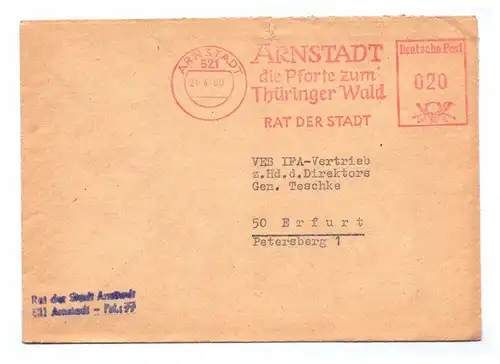 ARNSTADT
521
ARNSTADT
die Pforte zum
Thüringer Wald
RAT DER STADT
Deutsche Post
020
VEB IFA-Vertrieb
z.Hd.d.Direktors
Gen. Teschke
50 Erfurt
Petersberg 1
Rat der Stadt Arnstadt
521 Arnstadt -